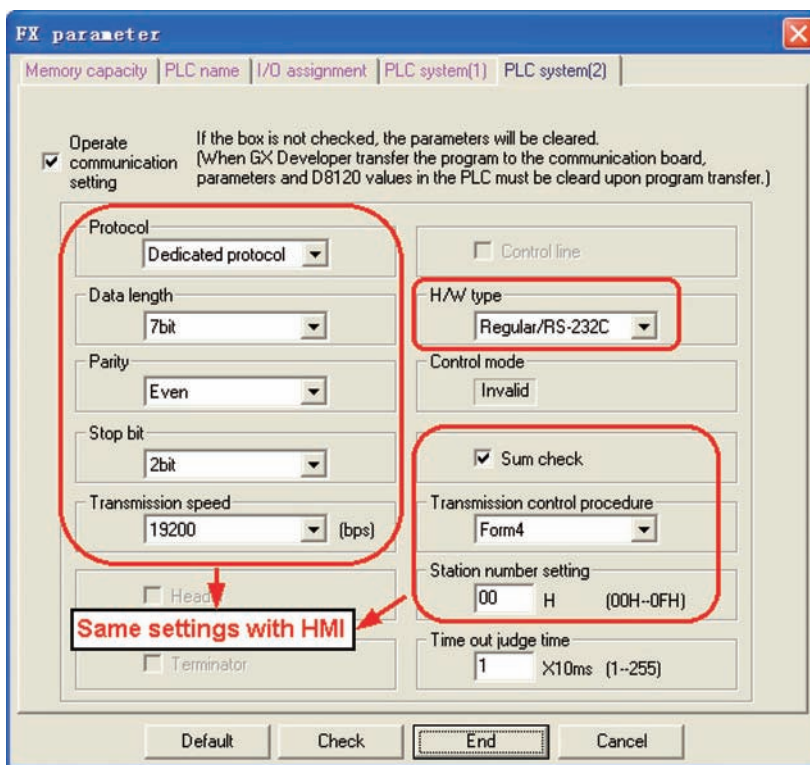 FX parameter
Memory capacity PLC name I/O assignment PLC system(1) PLC system(2)
Operate communication setting
If the box is not checked, the parameters will be cleared.
(When GX Developer transfer the program to the communication board,
parameters and D8120 values in the PLC must be cleard upon program transfer.)
Protocol
Dedicated protocol
Control line
Data length
7bit
H/W type
Regular/RS-232C
Parity
Even
Control mode
Invalid
Stop bit
2bit
Sum check
Transmission speed
19200 (bps)
Transmission control procedure
Form4
Station number setting
00 H (00H--0FH)
Same settings with HMI
Terminator
Time out judge time
1 X10ms (1--255)
Default Check End Cancel